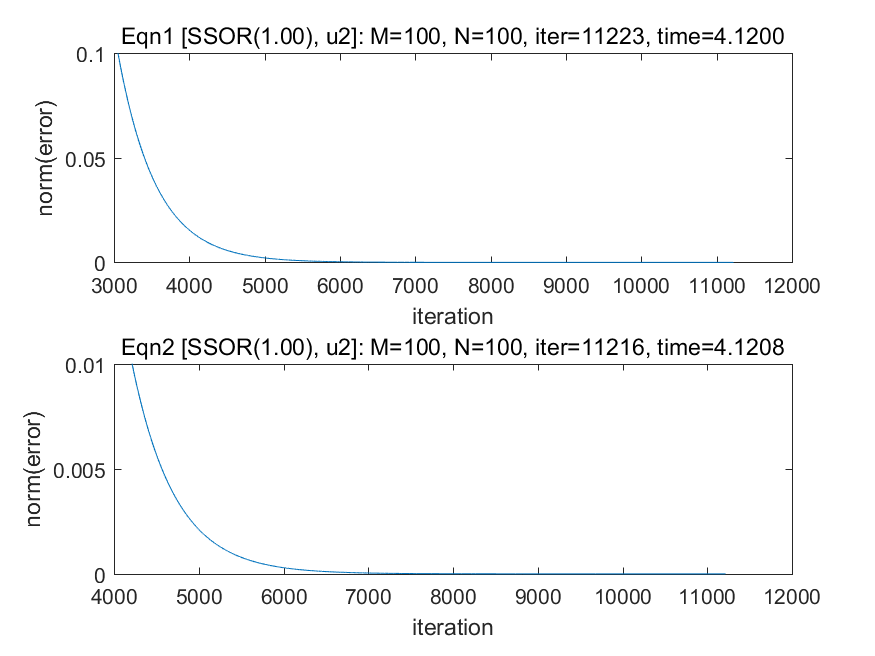 Eqn1 [SSOR(1.00), u2]: M=100, N=100, iter=11223, time=4.1200
0.1
0.05
0
norm(error)
3000 4000 5000 6000 7000 8000 9000 10000 11000 12000
iteration
Eqn2 [SSOR(1.00), u2]: M=100, N=100, iter=11216, time=4.1208
0.01
0.005
0
norm(error)
4000 5000 6000 7000 8000 9000 10000 11000 12000
iteration